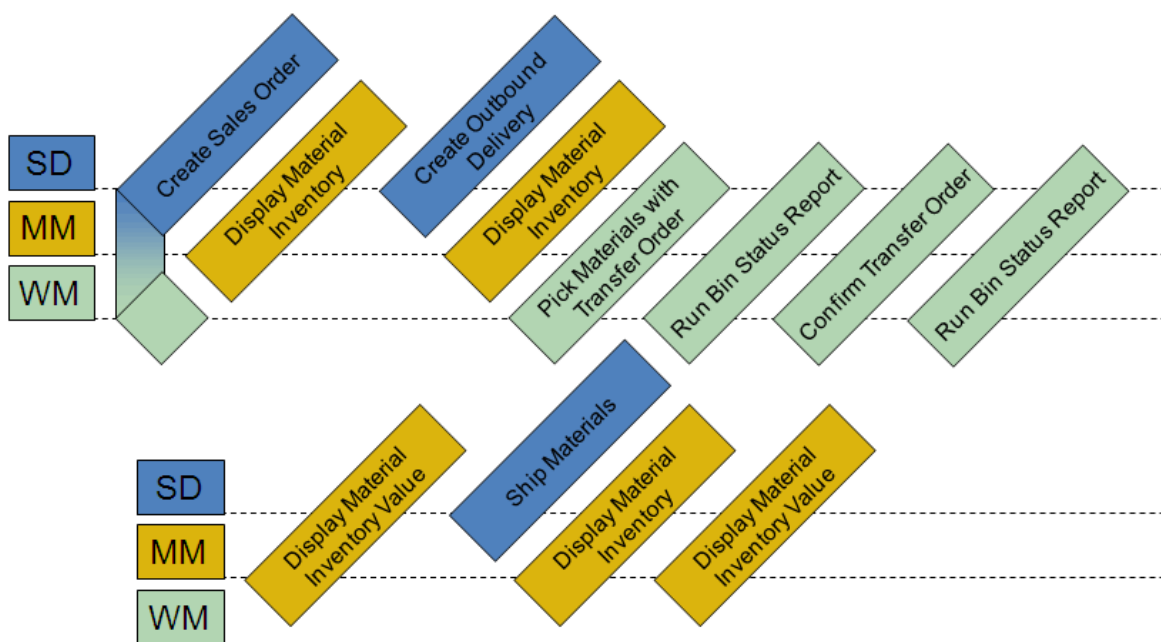 SD
MM
WM
Create Sales Order
Display Material
Inventory
Create Outbound
Delivery
Display Material
Inventory
Pick Materials with
Transfer Order
Run Bin Status Report
Confirm Transfer Order
Run Bin Status Report
SD
MM
WM
Display Material
Inventory Value
Ship Materials
Display Material
Inventory
Display Material
Inventory Value